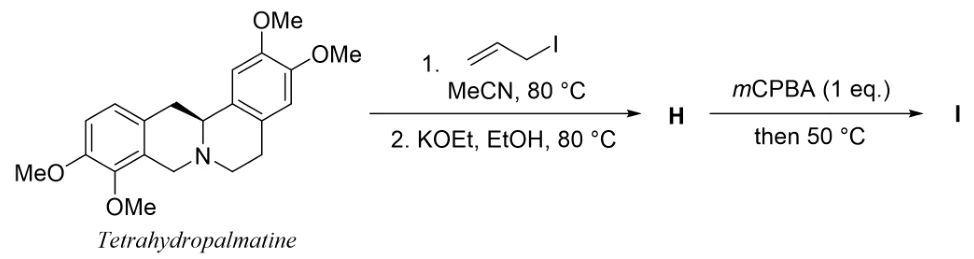 OMe
OMe
MeO
OMe
N
Tetrahydropalmatine
1.
I
MeCN, 80 °C
2. KOEt, EtOH, 80 °C
H
mCPBA (1 eq.)
then 50 °C
I